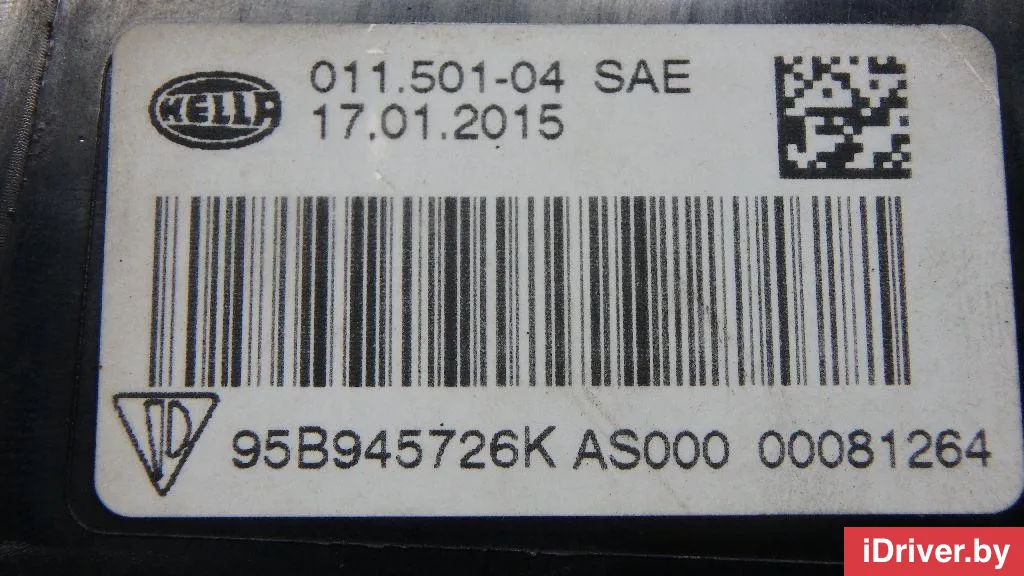 HELLA
011.501-04 SAE
17.01.2015
95B945726K AS000 00081264
iDriver.by